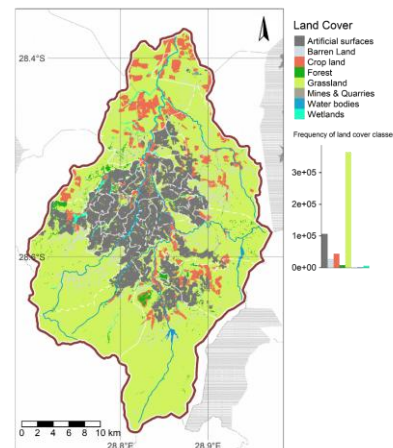 Land Cover
Artificial surfaces
Barren Land
Crop land
Forest
Grassland
Mines & Quarries
Water bodies
Wetlands
Frequency of land cover classe
3e+05
2e+05
1e+05
0e+00
28.4°
0 2 4 6 8 10 km
28.8°E 28.9°E